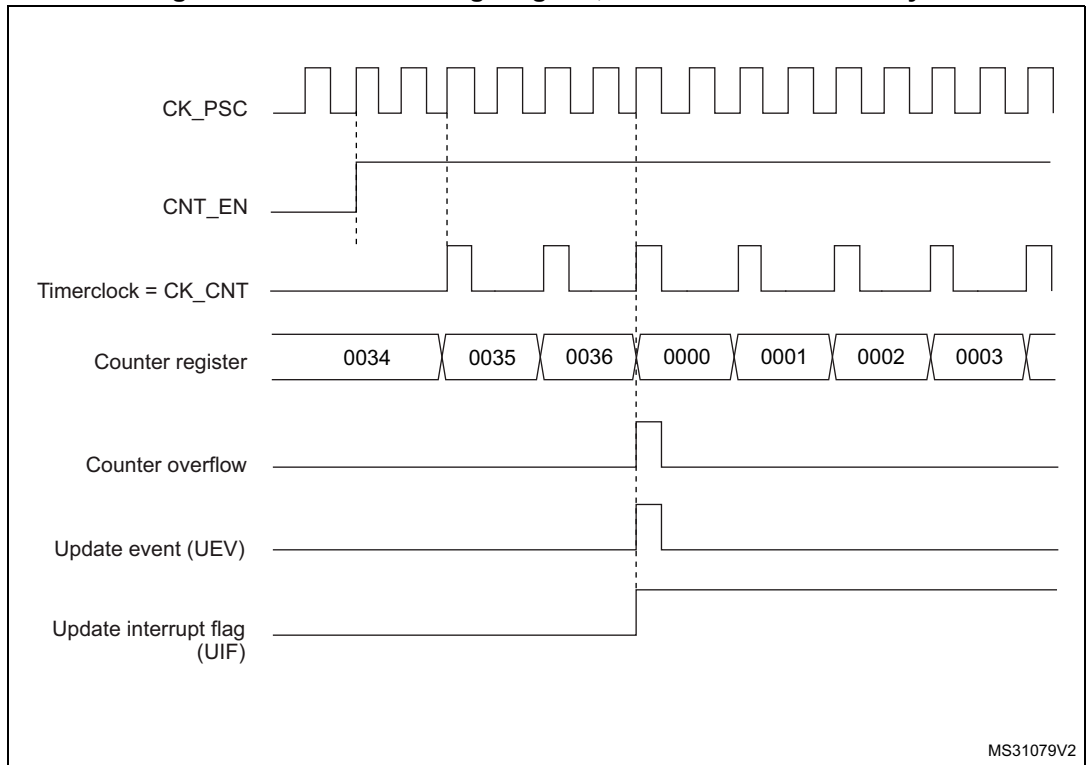 CK_PSC
CNT_EN
Timerclock = CK_CNT
Counter register
0034 0035 0036 0000 0001 0002 0003
Counter overflow
Update event (UEV)
Update interrupt flag
(UIF)
MS31079V2